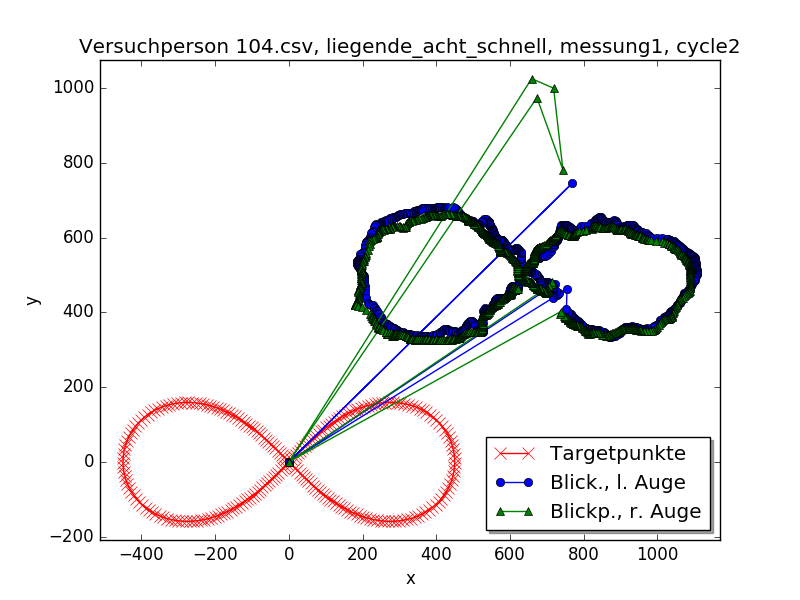 Versuchperson 104.csv, liegende_acht_schnell, messung1, cycle2
1000
800
600
400
200
0
−200
y
−400 −200 0 200 400 600 800 1000
x
Targetpunkte
Blick., l. Auge
Blickp., r. Auge